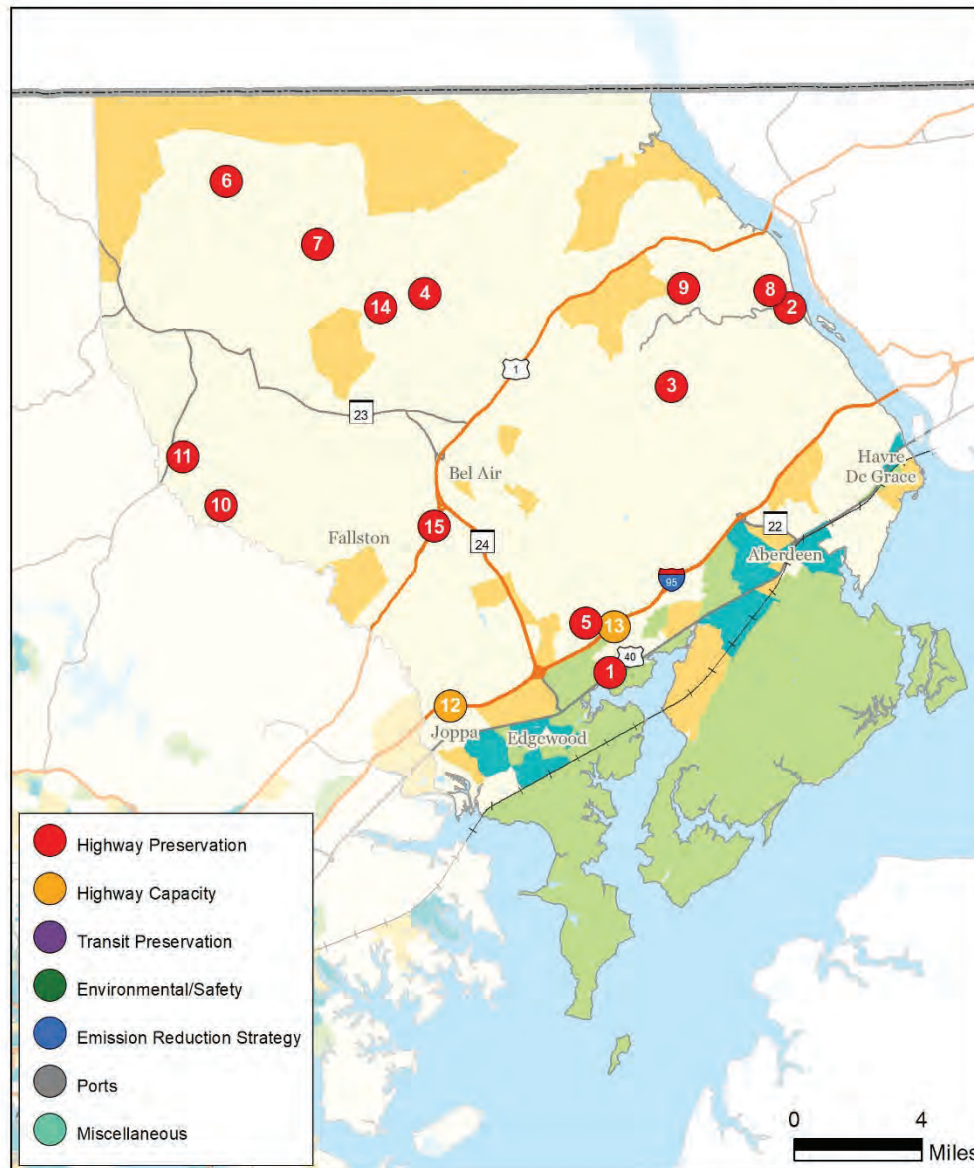 6
7
14
4
9
8
2
1
3
23
11
Bel Air
10
15
Fallston
24
Havre
De Grace
22
Aberdeen
95
5
13
40
1
12
Joppa
Edgewood
Highway Preservation
Highway Capacity
Transit Preservation
Environmental/Safety
Emission Reduction Strategy
Ports
Miscellaneous
0 4
Miles